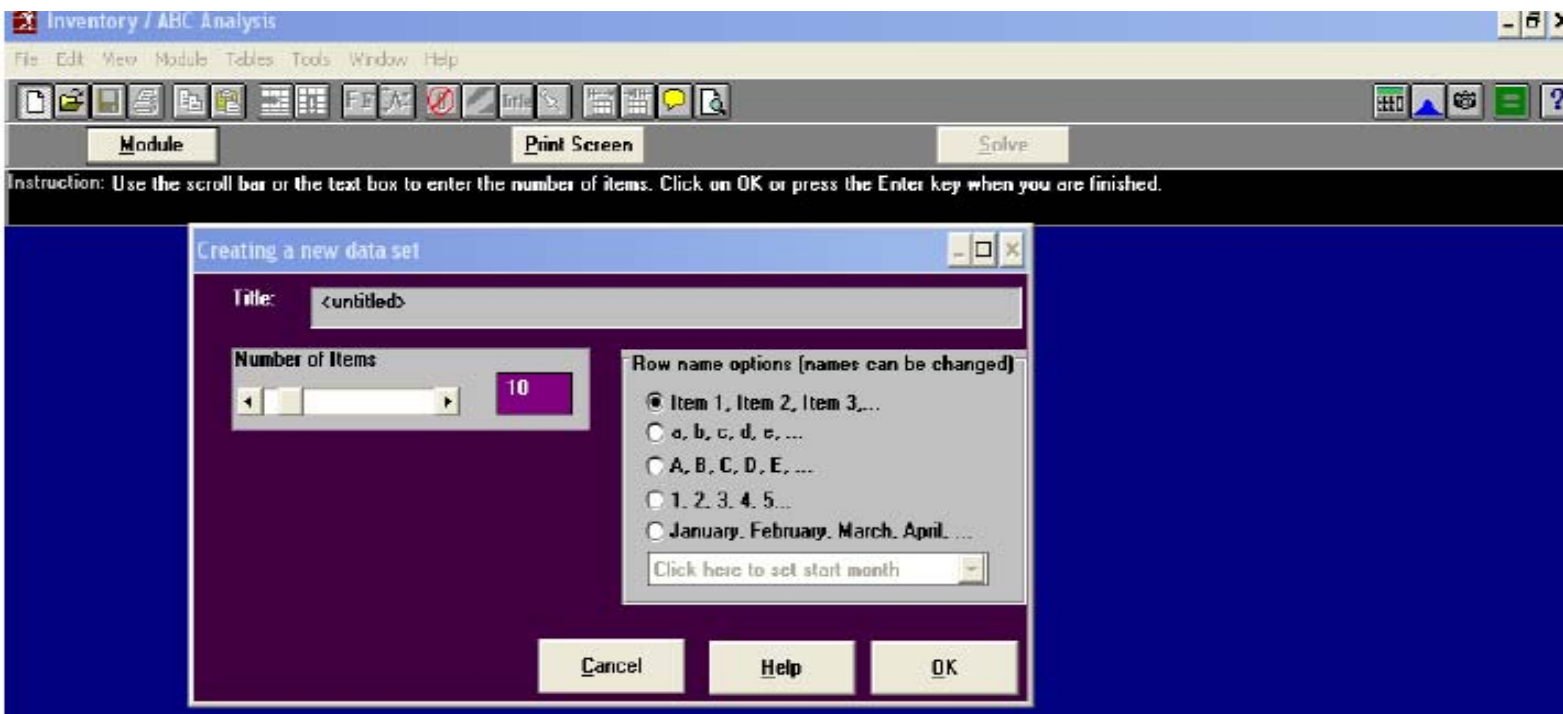 Inventory / ABC Analysis
File Edit View Module Tables Tools Window Help
Title
Module Print Screen Solve
Instruction: Use the scroll bar or the text box to enter the number of items. Click on OK or press the Enter key when you are finished.
Creating a new data set
Title: <untitled>
Number of Items
10
Row name options (names can be changed)
Item 1, Item 2, Item 3,...
a, b, c, d, e, ...
A, B, C, D, E, ...
1, 2, 3, 4, 5...
January, February, March, April, ...
Click here to set start month
Cancel Help OK